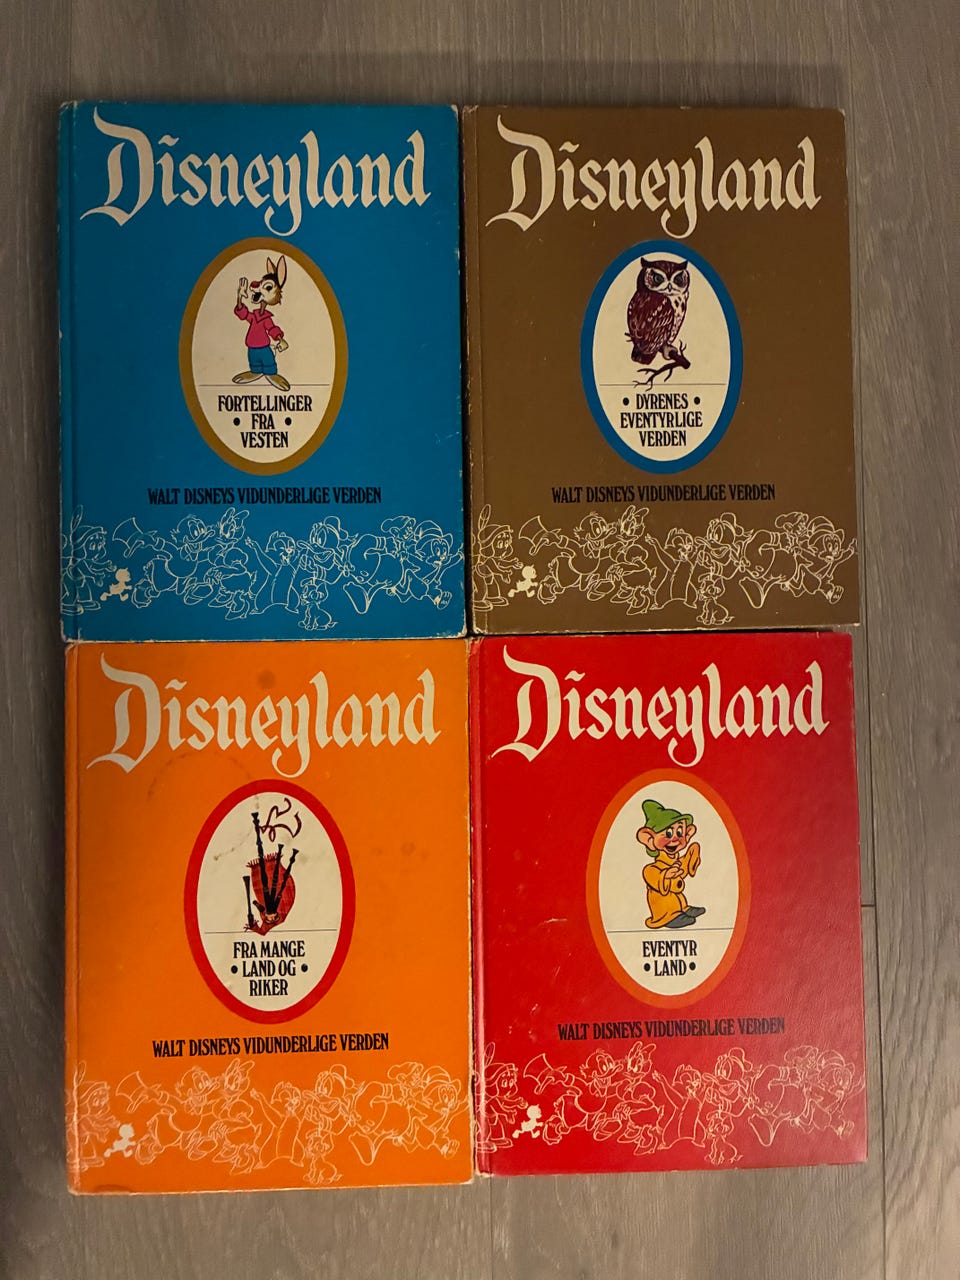 Disneyland
FORTELLINGER
• FRA •
VESTEN
WALT DISNEYS VIDUNDERLIGE VERDEN
Disneyland
• DYRENES •
EVENTYRLIGE
VERDEN
WALT DISNEYS VIDUNDERLIGE VERDEN
Disneyland
FRA MANGE
• LAND OG •
RIKER
WALT DISNEYS VIDUNDERLIGE VERDEN
Disneyland
EVENTYR
• LAND •
WALT DISNEYS VIDUNDERLIGE VERDEN